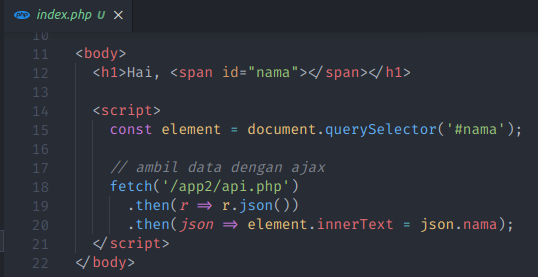 php index.php U ×
10
11 <body>
12 <h1>Hai, <span id="nama"></span></h1>
13
14 <script>
15 const element = document.querySelector('#nama');
16
17 // ambil data dengan ajax
18 fetch('/app2/api.php')
19 .then(r => r.json())
20 .then(json => element.innerText = json.nama);
21 </script>
22 </body>